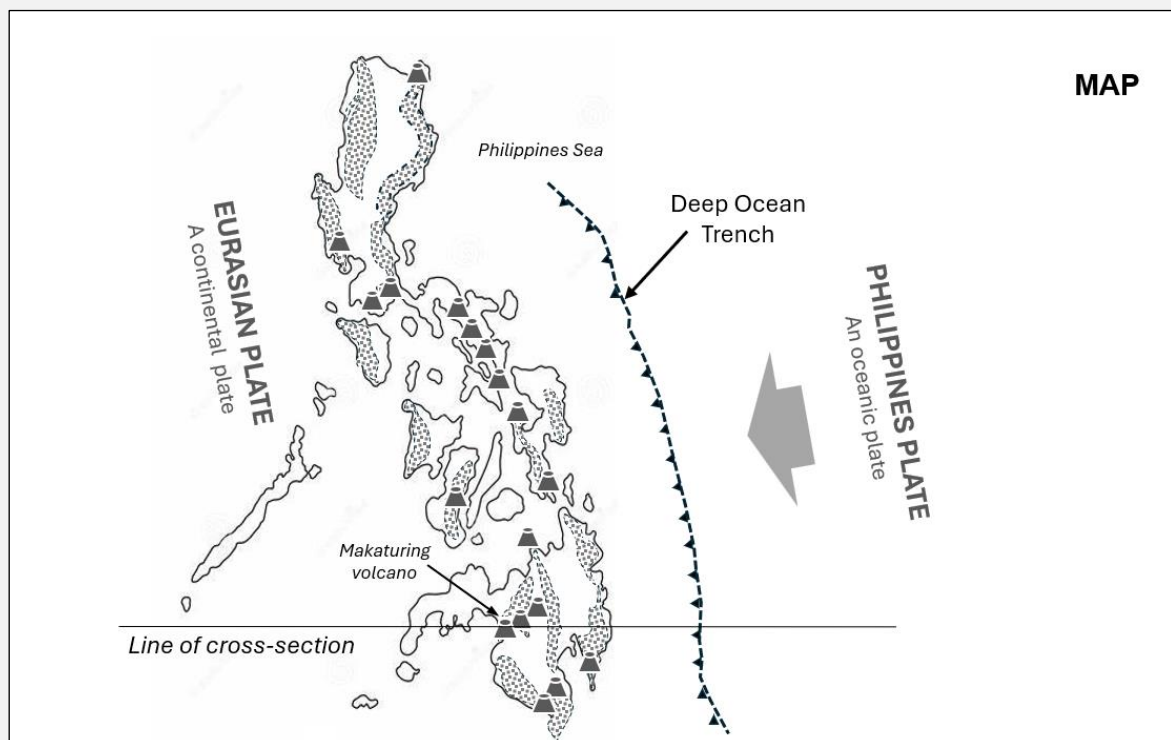 MAP
Philippines Sea
Deep Ocean
Trench
EURASIAN PLATE
A continental plate
PHILIPPINES PLATE
An oceanic plate
Makaturing
volcano
Line of cross-section